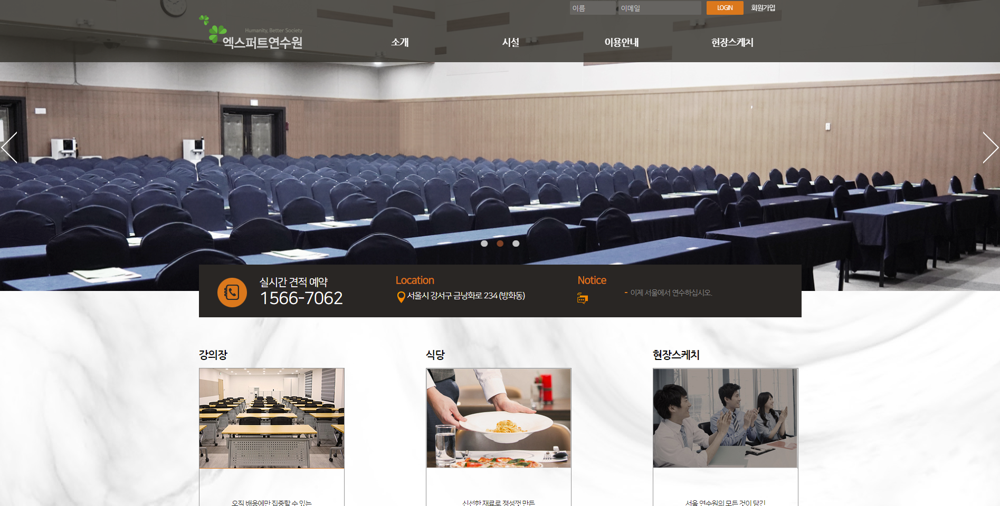 이름
이메일
LOGIN
회원가입
Humanity, Better Society
엑스퍼트연수원
소개
시설
이용안내
현장스케치
실시간 견적 예약
1566-7062
Location
서울시 강서구 금낭화로 234 (방화동)
Notice
- 이제 서울에서 연수하십시오.
강의장
식당
현장스케치
오직 배움에만 집중할 수 있는
신선한 재료로 정성껏 만든
서울 연수원의 모든 것이 담긴